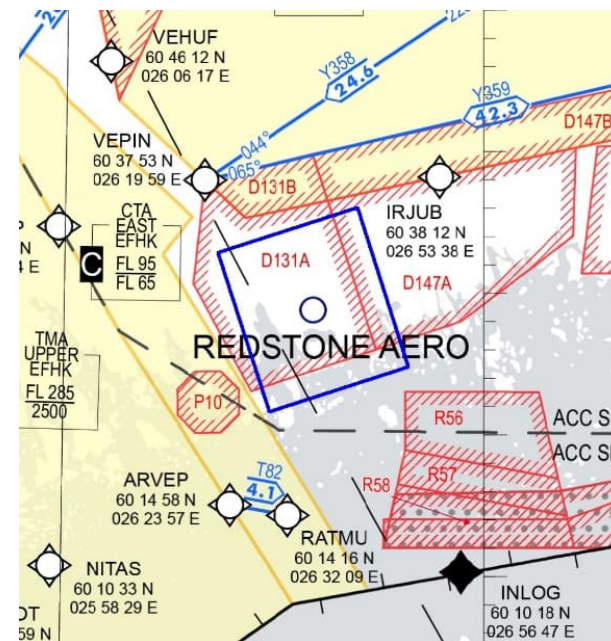 VEHUF
60 46 12 N
026 06 17 E
Y358
24.6
Y359
42.3
D147B
VEPIN
60 37 53 N
026 19 59 E
044°
065°
D131B
IRJUB
60 38 12 N
026 53 38 E
CTA
EAST
EFHK
FL 95
FL 65
C
N
4 E
D131A
D147A
REDSTONE AERO
TMA
UPPER
EFHK
FL 285
2500
P10
R56
ACC S
ACC S
R57
R58
ARVEP
60 14 58 N
026 23 57 E
T82
4.1
RATMU
60 14 16 N
026 32 09 E
NITAS
60 10 33 N
025 58 29 E
INLOG
60 10 18 N
026 56 47 E
OT
59 N